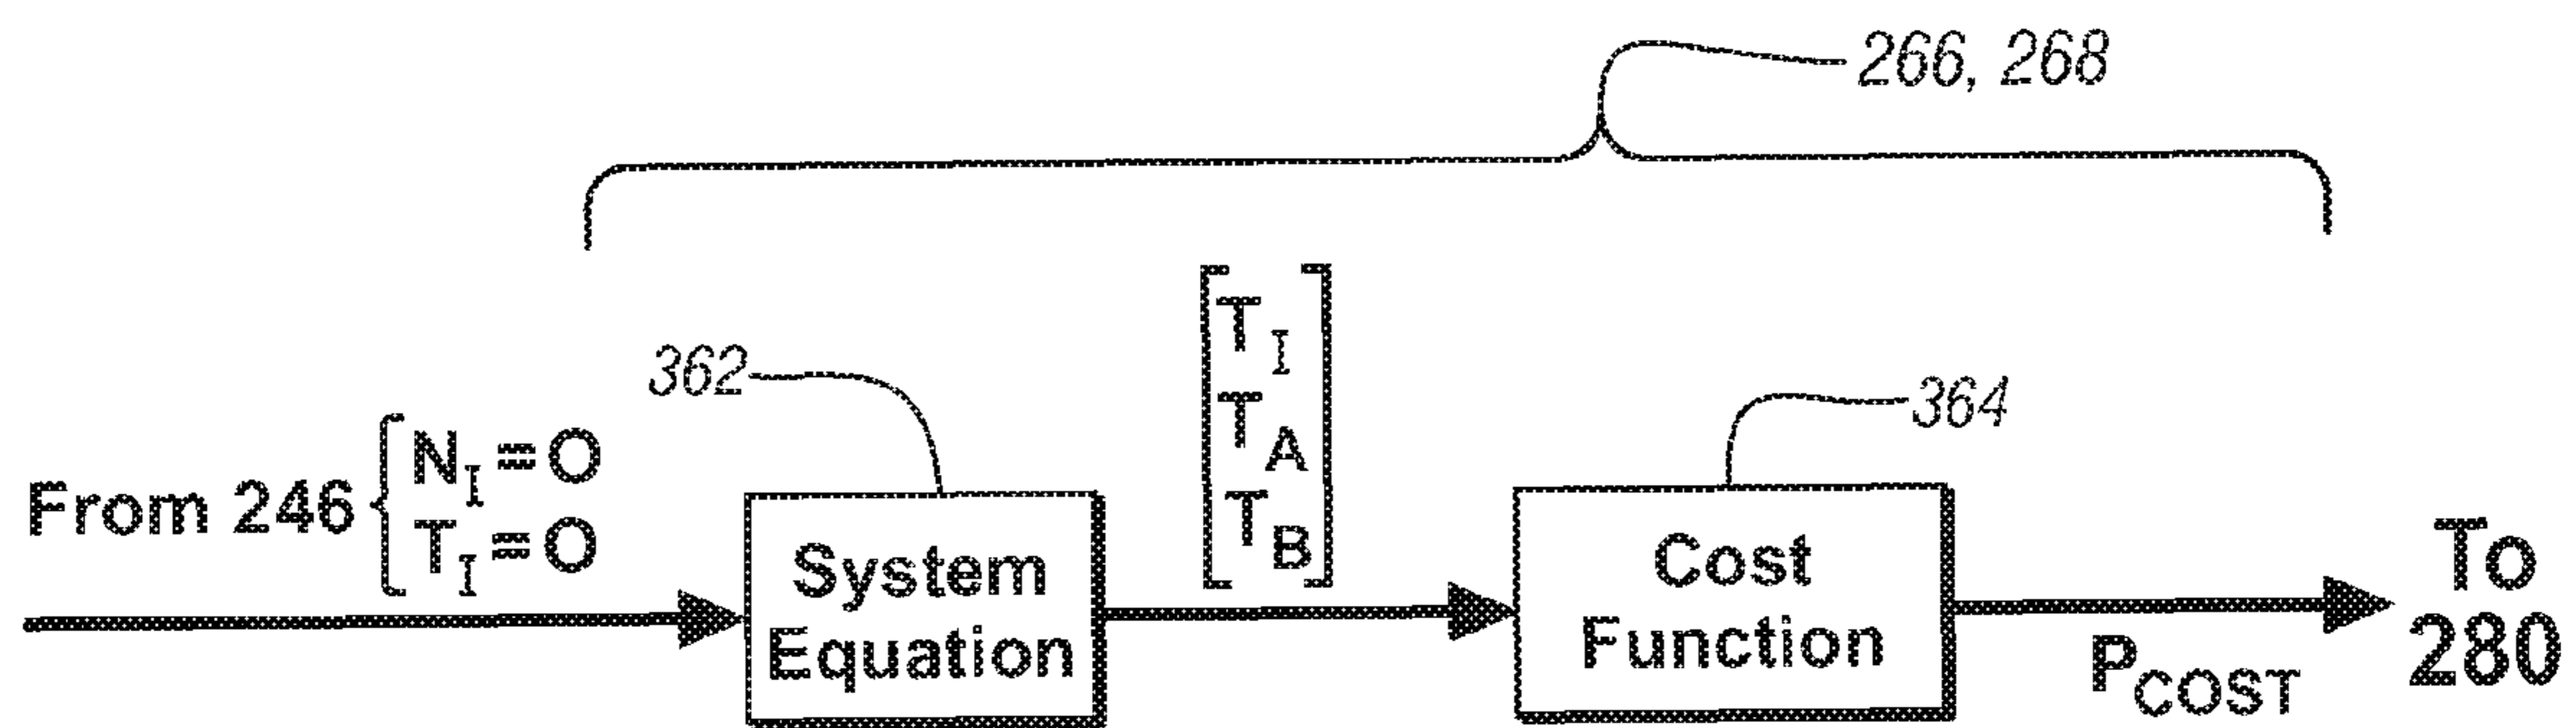 266, 268
362
364
From 246
N_I=O
T_I=O
T_I
T_A
T_B
System
Equation
Cost
Function
P_COST
To
280